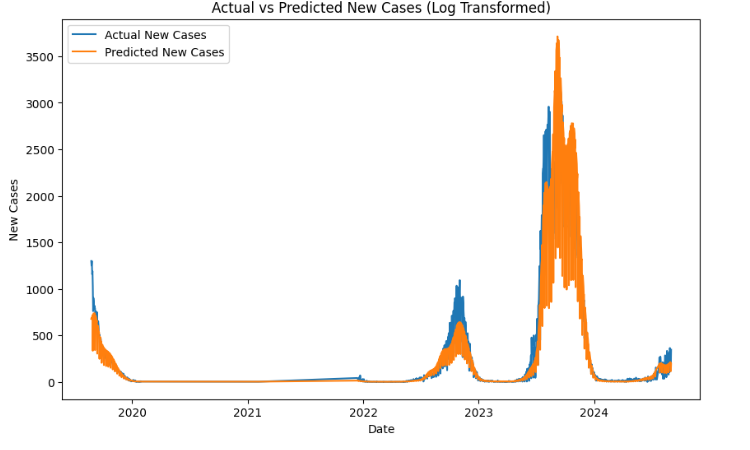 Actual vs Predicted New Cases (Log Transformed)
Actual New Cases
Predicted New Cases
3500
3000
2500
2000
1500
1000
500
0
New Cases
2020 2021 2022 2023 2024
Date